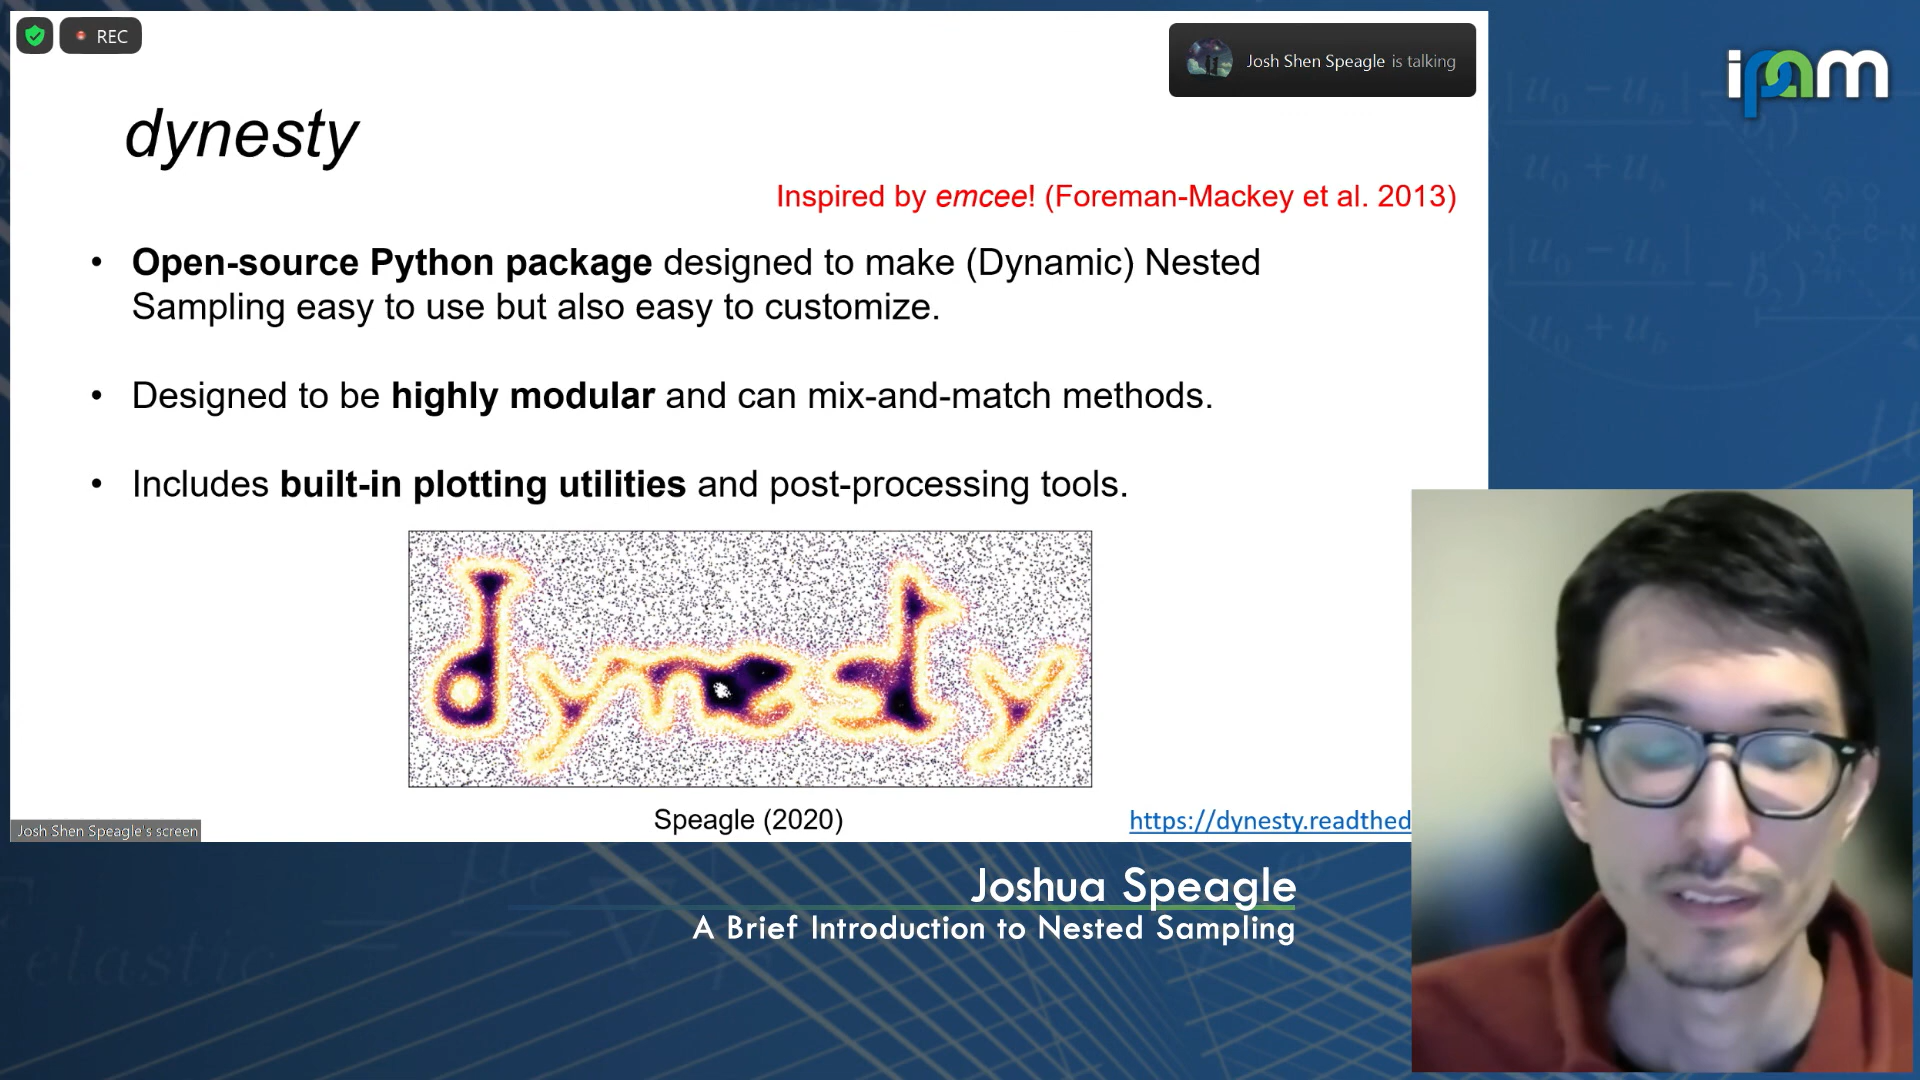 REC
Josh Shen Speagle is talking
ipam
dynesty
Inspired by emcee! (Foreman-Mackey et al. 2013)
• Open-source Python package designed to make (Dynamic) Nested
Sampling easy to use but also easy to customize.
• Designed to be highly modular and can mix-and-match methods.
• Includes built-in plotting utilities and post-processing tools.
dynesty
Speagle (2020)
https://dynesty.readthed
Josh Shen Speagle's screen
Joshua Speagle
A Brief Introduction to Nested Sampling
elastic